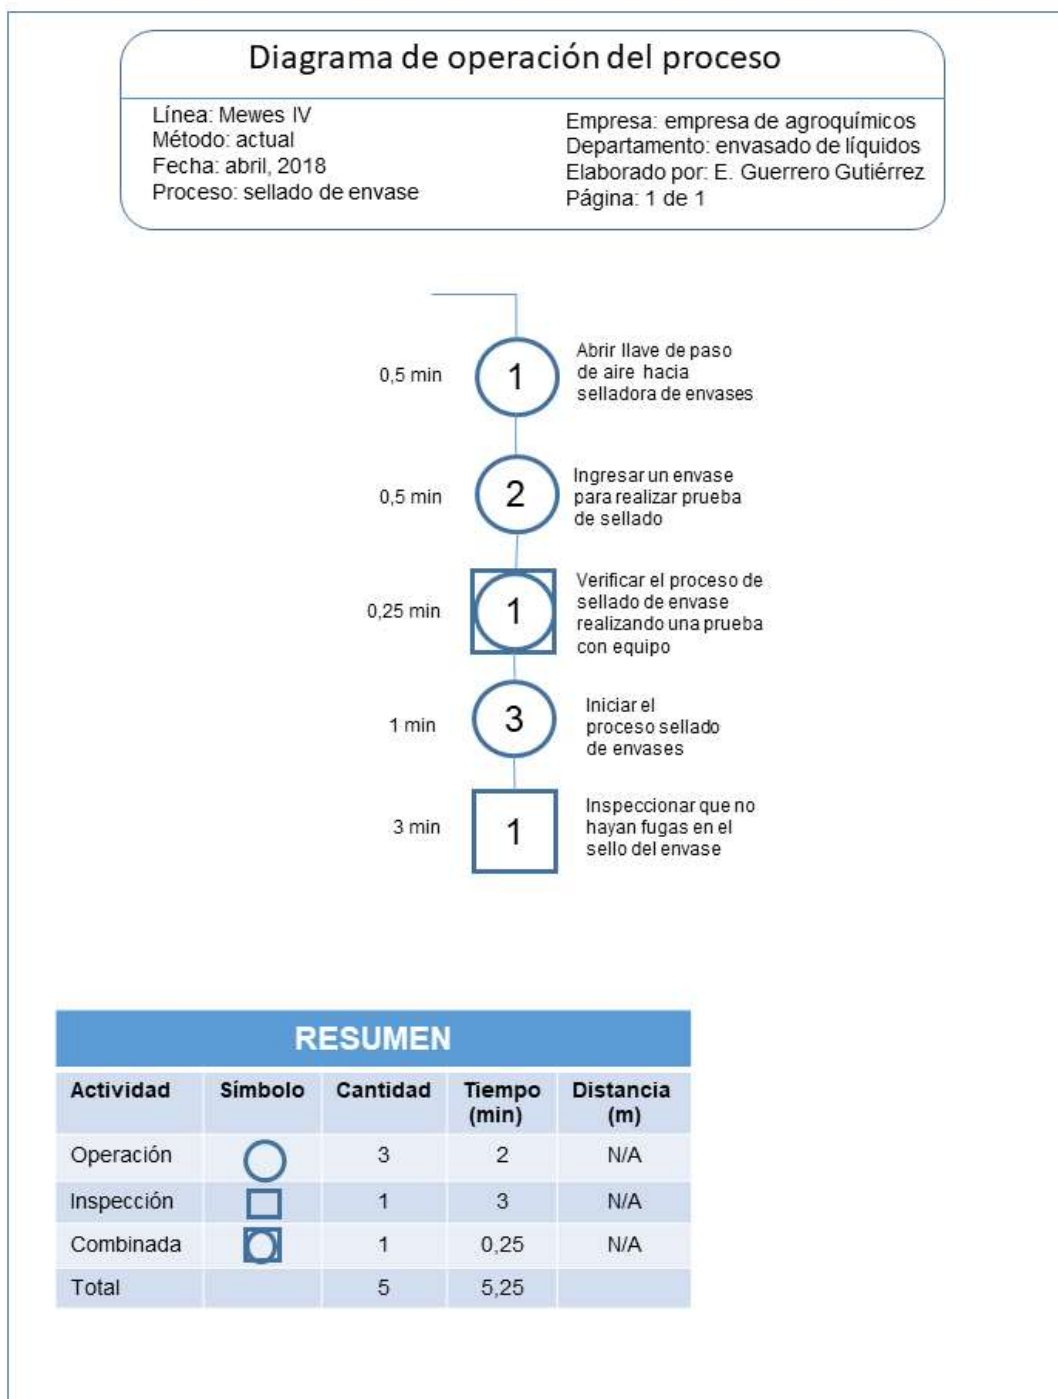 Diagrama de operación del proceso
Línea: Mewes IV
Método: actual
Fecha: abril, 2018
Proceso: sellado de envase
Empresa: empresa de agroquímicos
Departamento: envasado de líquidos
Elaborado por: E. Guerrero Gutiérrez
Página: 1 de 1
0,5 min
1
Abrir llave de paso
de aire hacia
selladora de envases
0,5 min
2
Ingresar un envase
para realizar prueba
de sellado
0,25 min
1
Verificar el proceso de
sellado de envase
realizando una prueba
con equipo
1 min
3
Iniciar el
proceso sellado
de envases
3 min
1
Inspeccionar que no
hayan fugas en el
sello del envase
RESUMEN
Actividad Símbolo Cantidad Tiempo (min) Distancia (m)
Operación 3 2 N/A
Inspección 1 3 N/A
Combinada 1 0,25 N/A
Total 5 5,25